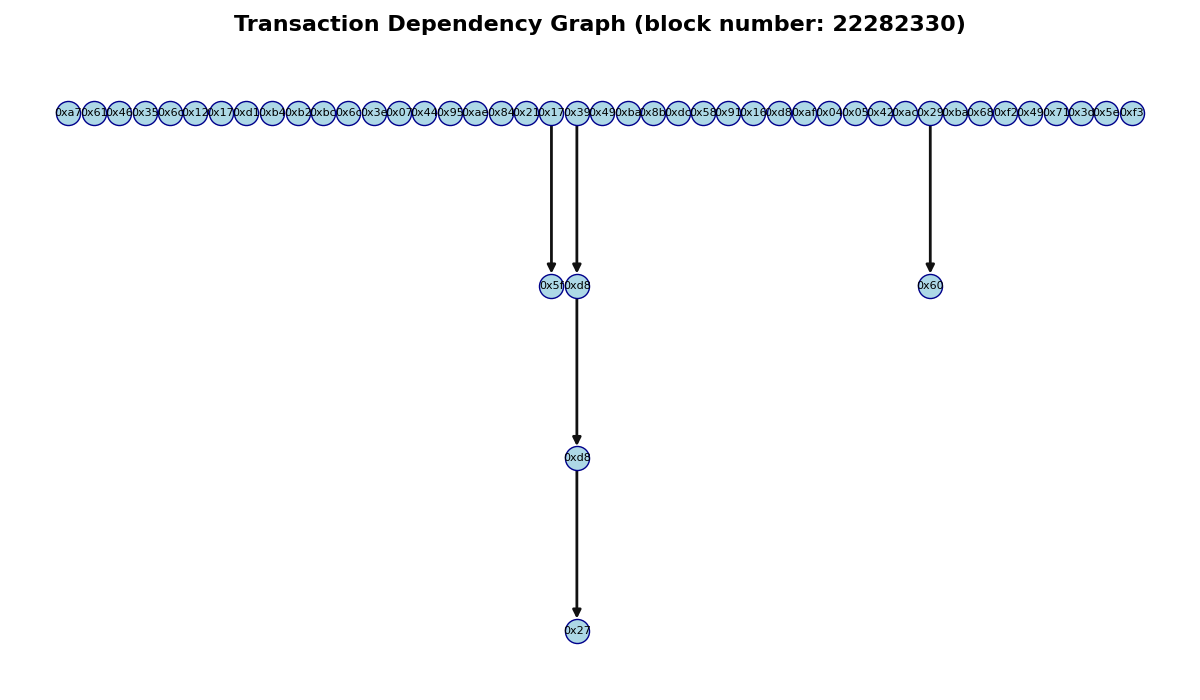 Transaction Dependency Graph (block number: 22282330)
0xa7 0x61 0x46 0x35 0x6c 0x12 0x17 0xd1 0xb4 0xb2 0xbc 0x6c 0x3e 0x07 0x44 0x95 0xae 0x84 0x21 0x17 0x39 0x49 0xba 0x8b 0xdc 0x58 0x91 0x16 0xd8 0xaf 0x04 0x05 0x42 0xac 0x29 0xba 0x68 0xf2 0x49 0x71 0x3d 0x5e 0xf3
0x5f 0xd8 0x60
0xd8
0x27